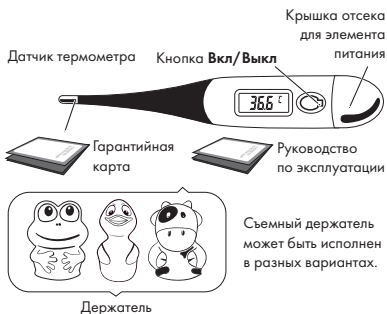 Крышка отсека
для элемента
питания
Датчик термометра
Кнопка Вкл/Выкл
36.6 °C
Гарантийная
карта
Руководство
по эксплуатации
Съемный держатель
может быть исполнен
в разных вариантах.
Держатель